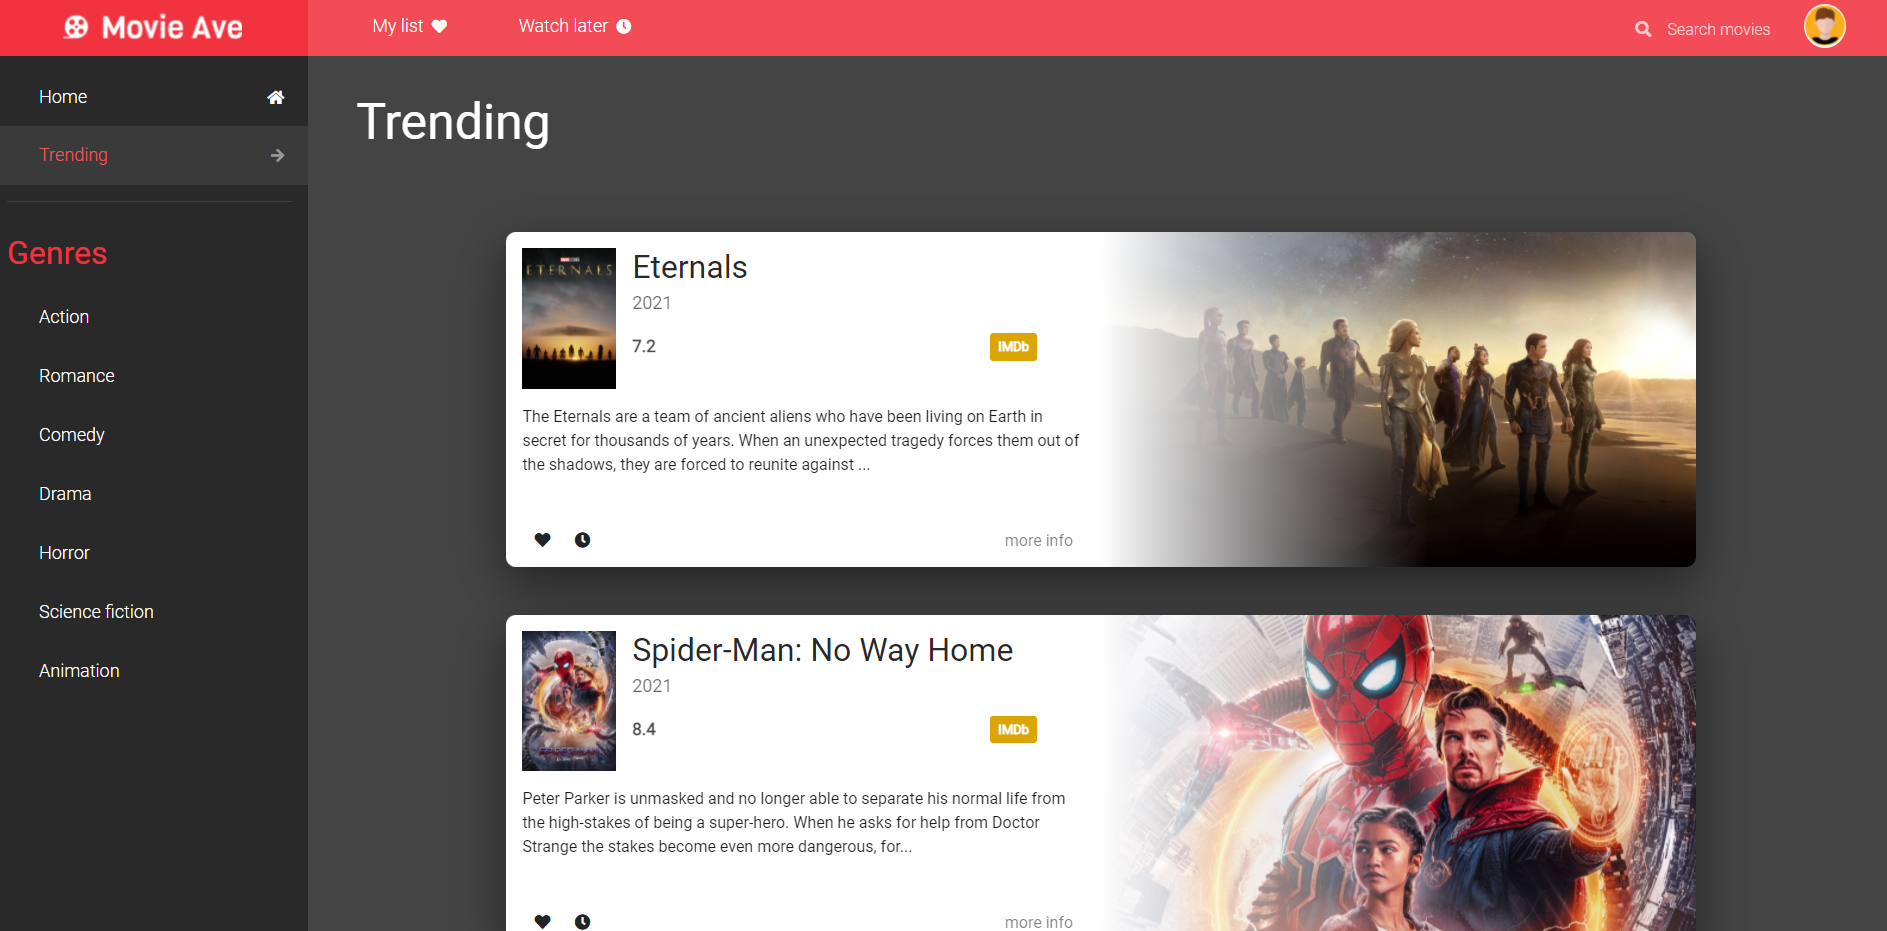 Movie Ave
My list
Watch later
Search movies
Home
Trending
Genres
Action
Romance
Comedy
Drama
Horror
Science fiction
Animation
Trending
ETERNALS
Eternals
2021
7.2
IMDb
The Eternals are a team of ancient aliens who have been living on Earth in
secret for thousands of years. When an unexpected tragedy forces them out of
the shadows, they are forced to reunite against ...
more info
Spider-Man: No Way Home
2021
8.4
IMDb
Peter Parker is unmasked and no longer able to separate his normal life from
the high-stakes of being a super-hero. When he asks for help from Doctor
Strange the stakes become even more dangerous, for...
more info